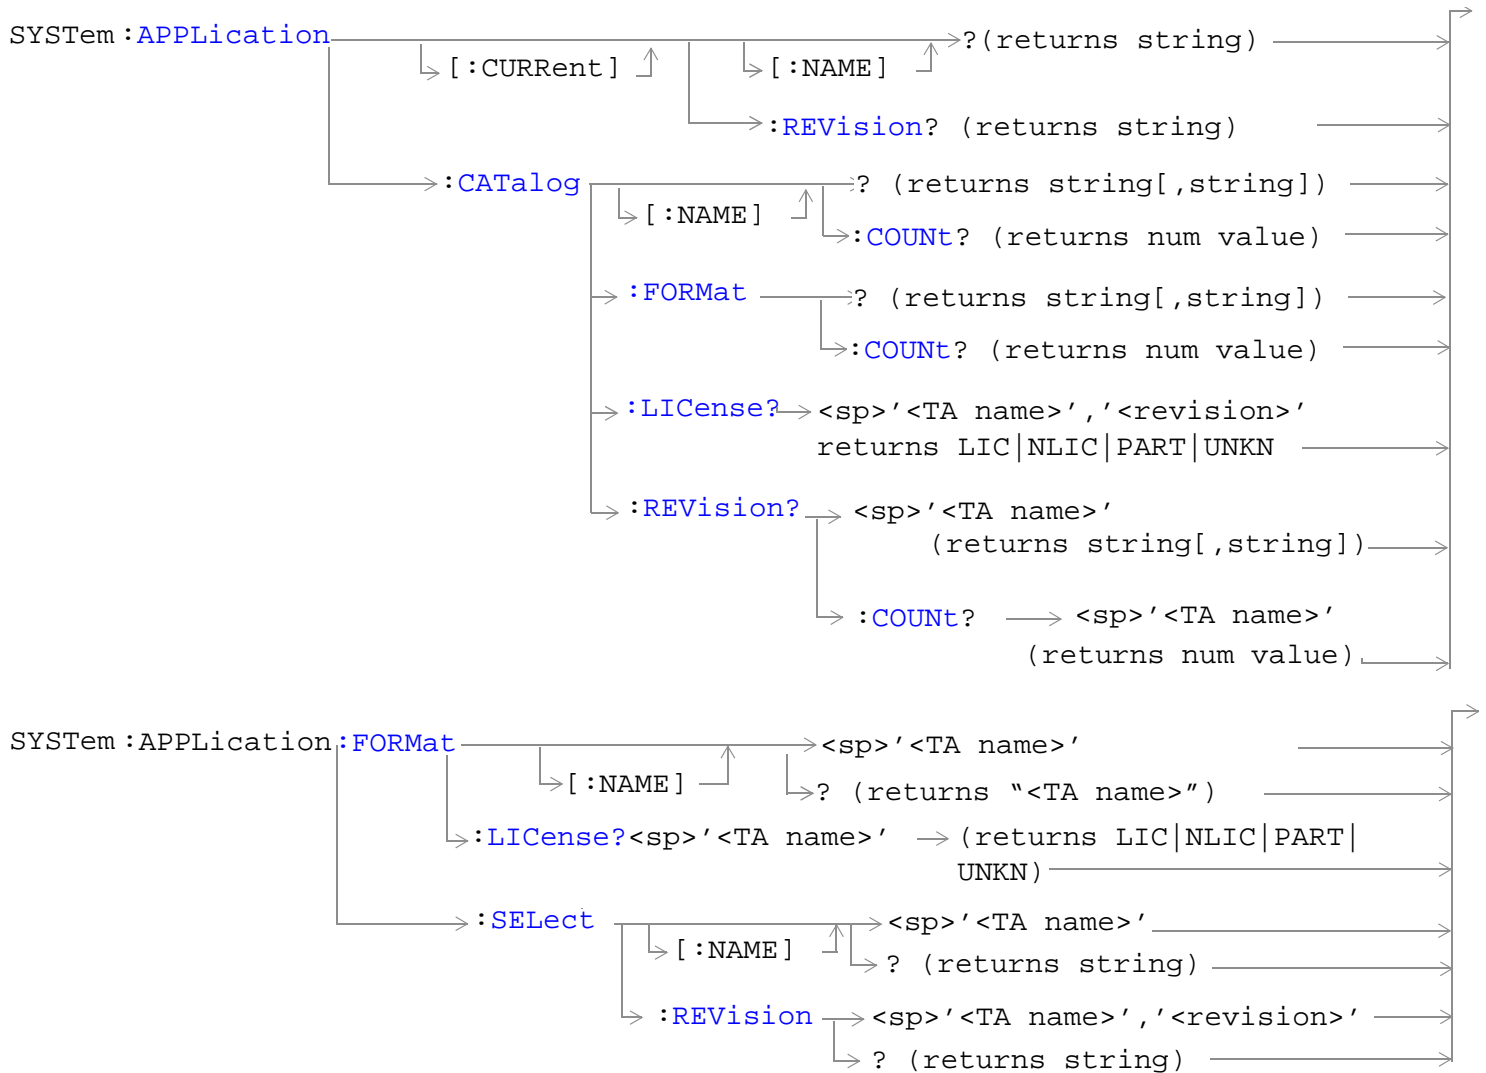 SYSTem :APPLication ?(returns string)
[:CURRent] [:NAME]
:REVision? (returns string)
:CATalog ? (returns string[,string])
[:NAME]
:COUNt? (returns num value)
:FORMat ? (returns string[,string])
:COUNt? (returns num value)
:LICense? <sp>’<TA name>’,’<revision>’
returns LIC|NLIC|PART|UNKN
:REVision? <sp>’<TA name>’
(returns string[,string])
:COUNt? <sp>’<TA name>’
(returns num value)
SYSTem :APPLication:FORMat <sp>’<TA name>’
[:NAME] ? (returns “<TA name>”)
:LICense?<sp>’<TA name>’ (returns LIC|NLIC|PART|
UNKN)
:SELect <sp>’<TA name>’
[:NAME] ? (returns string)
:REVision <sp>’<TA name>’,’<revision>’
? (returns string)